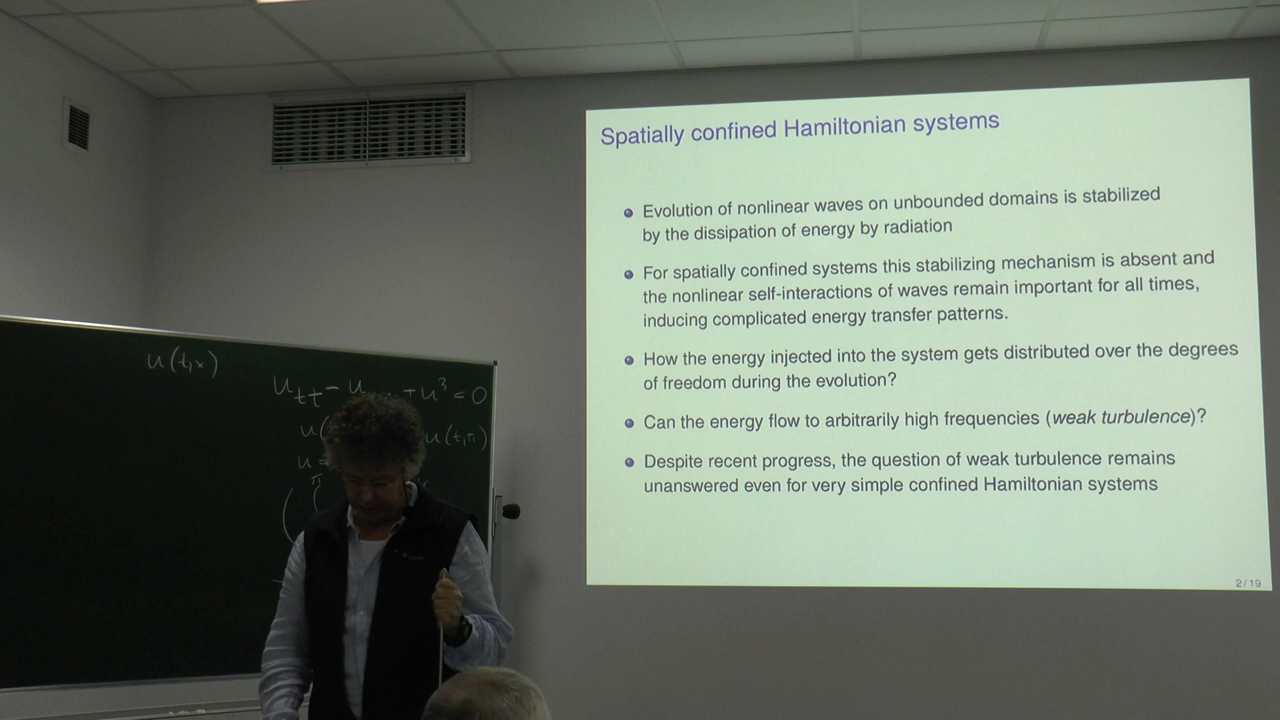 Spatially confined Hamiltonian systems
Evolution of nonlinear waves on unbounded domains is stabilized
by the dissipation of energy by radiation
For spatially confined systems this stabilizing mechanism is absent and
the nonlinear self-interactions of waves remain important for all times,
inducing complicated energy transfer patterns.
How the energy injected into the system gets distributed over the degrees
of freedom during the evolution?
Can the energy flow to arbitrarily high frequencies (weak turbulence)?
Despite recent progress, the question of weak turbulence remains
unanswered even for very simple confined Hamiltonian systems
2/19
u(t,x)
u_tt - u + u³ = 0
u( u(t,π)
u =
π